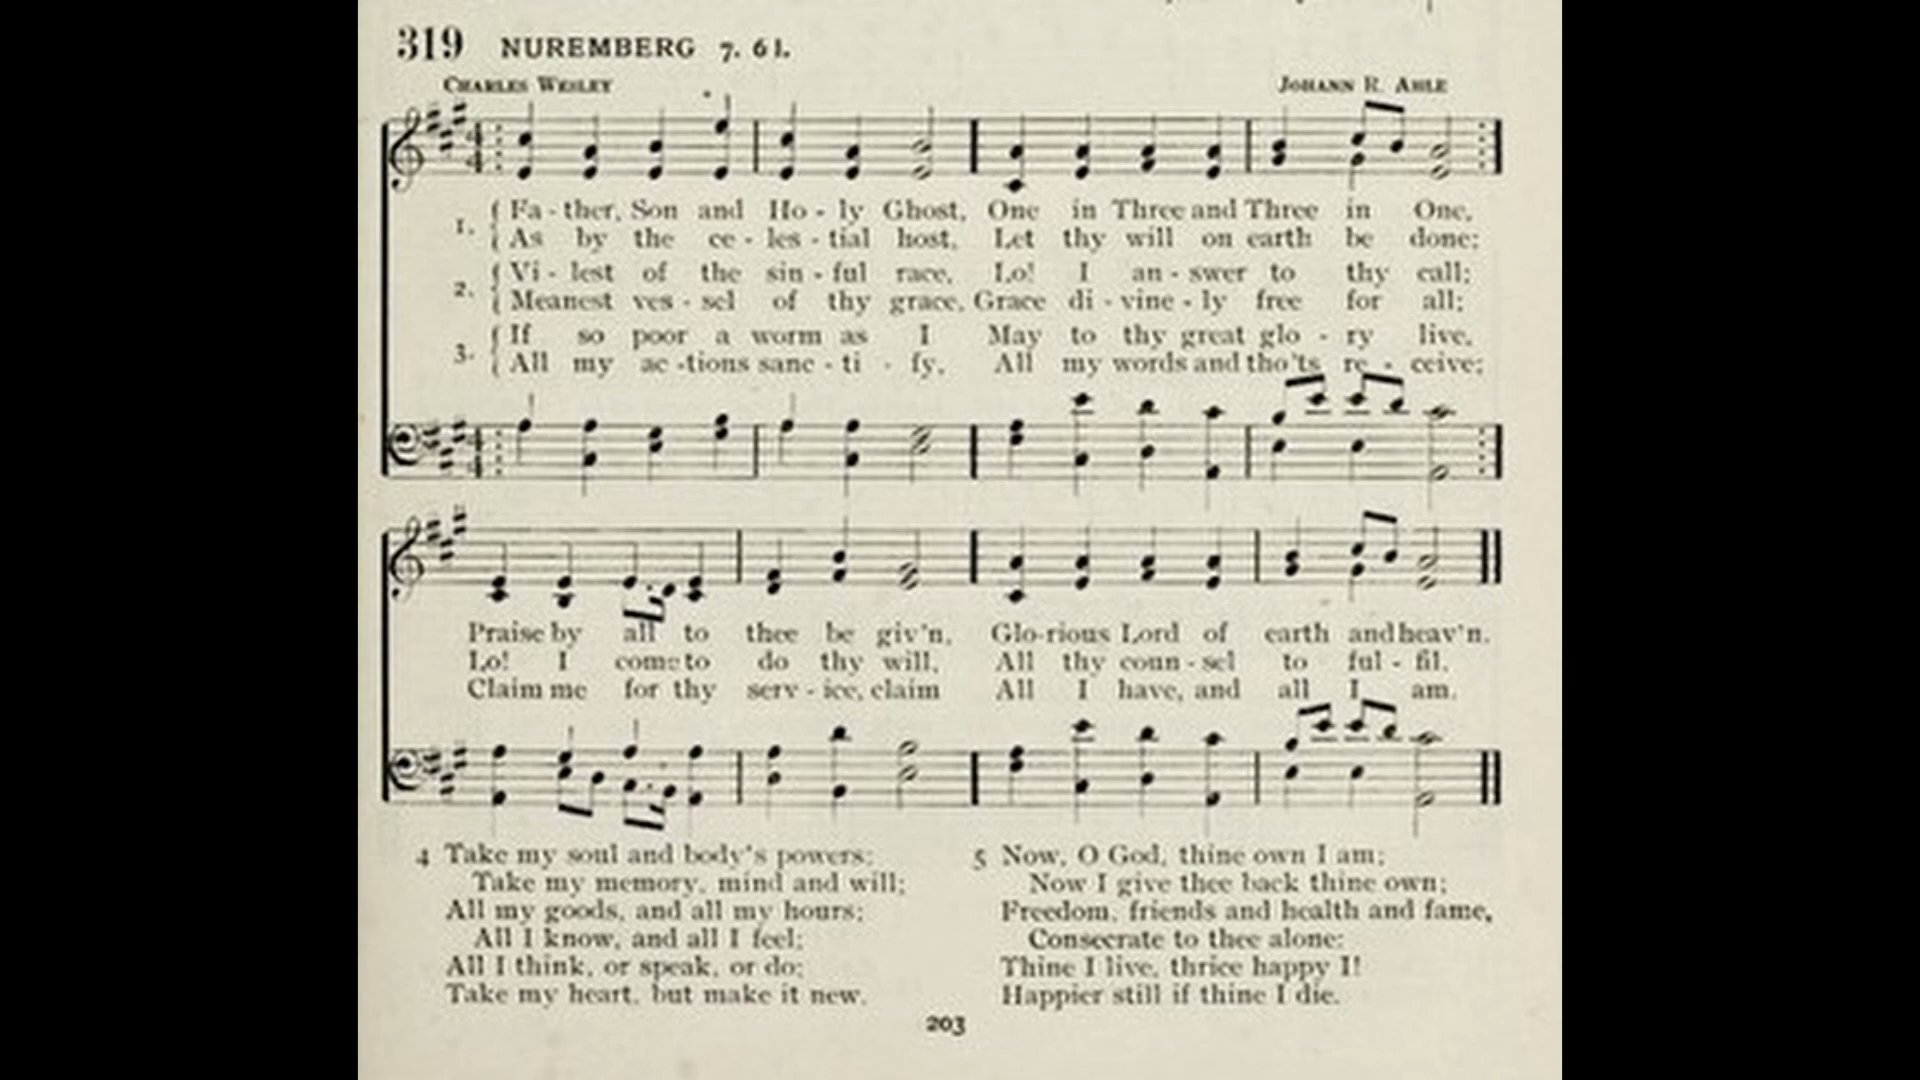 319 NUREMBERG 7. 6 l.
CHARLES WESLEY JOHANN R. AHLE
4 4
1. { Fa - ther, Son and Ho - ly Ghost, One in Three and Three in One,
{ As by the ce - les - tial host, Let thy will on earth be done;
2. { Vi - lest of the sin - ful race, Lo! I an - swer to thy call;
{ Meanest ves - sel of thy grace, Grace di - vine - ly free for all;
3. { If so poor a worm as I May to thy great glo - ry live,
{ All my ac - tions sanc - ti - fy, All my words and tho'ts re - ceive;
4 4
Praise by all to thee be giv'n, Glo-rious Lord of earth and heav'n.
Lo! I come to do thy will, All thy coun - sel to ful - fil.
Claim me for thy serv - ice, claim All I have, and all I am.
4 Take my soul and body's powers;
Take my memory, mind and will;
All my goods, and all my hours;
All I know, and all I feel;
All I think, or speak, or do;
Take my heart, but make it new.
5 Now, O God, thine own I am;
Now I give thee back thine own;
Freedom, friends and health and fame,
Consecrate to thee alone:
Thine I live, thrice happy I!
Happier still if thine I die.
203